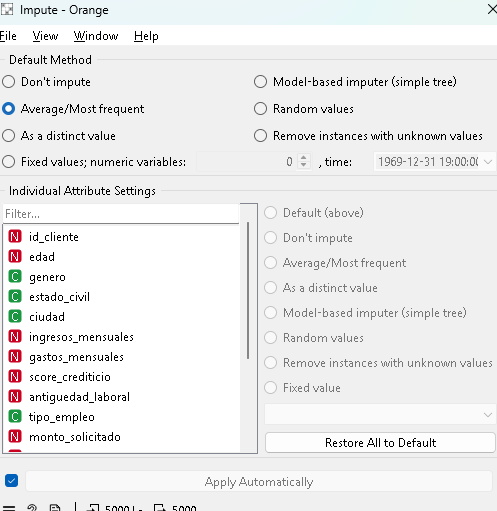 Impute - Orange
File View Window Help
Default Method
Don't impute
Model-based imputer (simple tree)
Average/Most frequent
Random values
As a distinct value
Remove instances with unknown values
Fixed values; numeric variables: 0 , time: 1969-12-31 19:00:0
Individual Attribute Settings
Filter...
N id_cliente
N edad
C genero
C estado_civil
C ciudad
N ingresos_mensuales
N gastos_mensuales
N score_crediticio
N antiguedad_laboral
C tipo_empleo
N monto_solicitado
Default (above)
Don't impute
Average/Most frequent
As a distinct value
Model-based imputer (simple tree)
Random values
Remove instances with unknown values
Fixed value
Restore All to Default
Apply Automatically
5000 5000